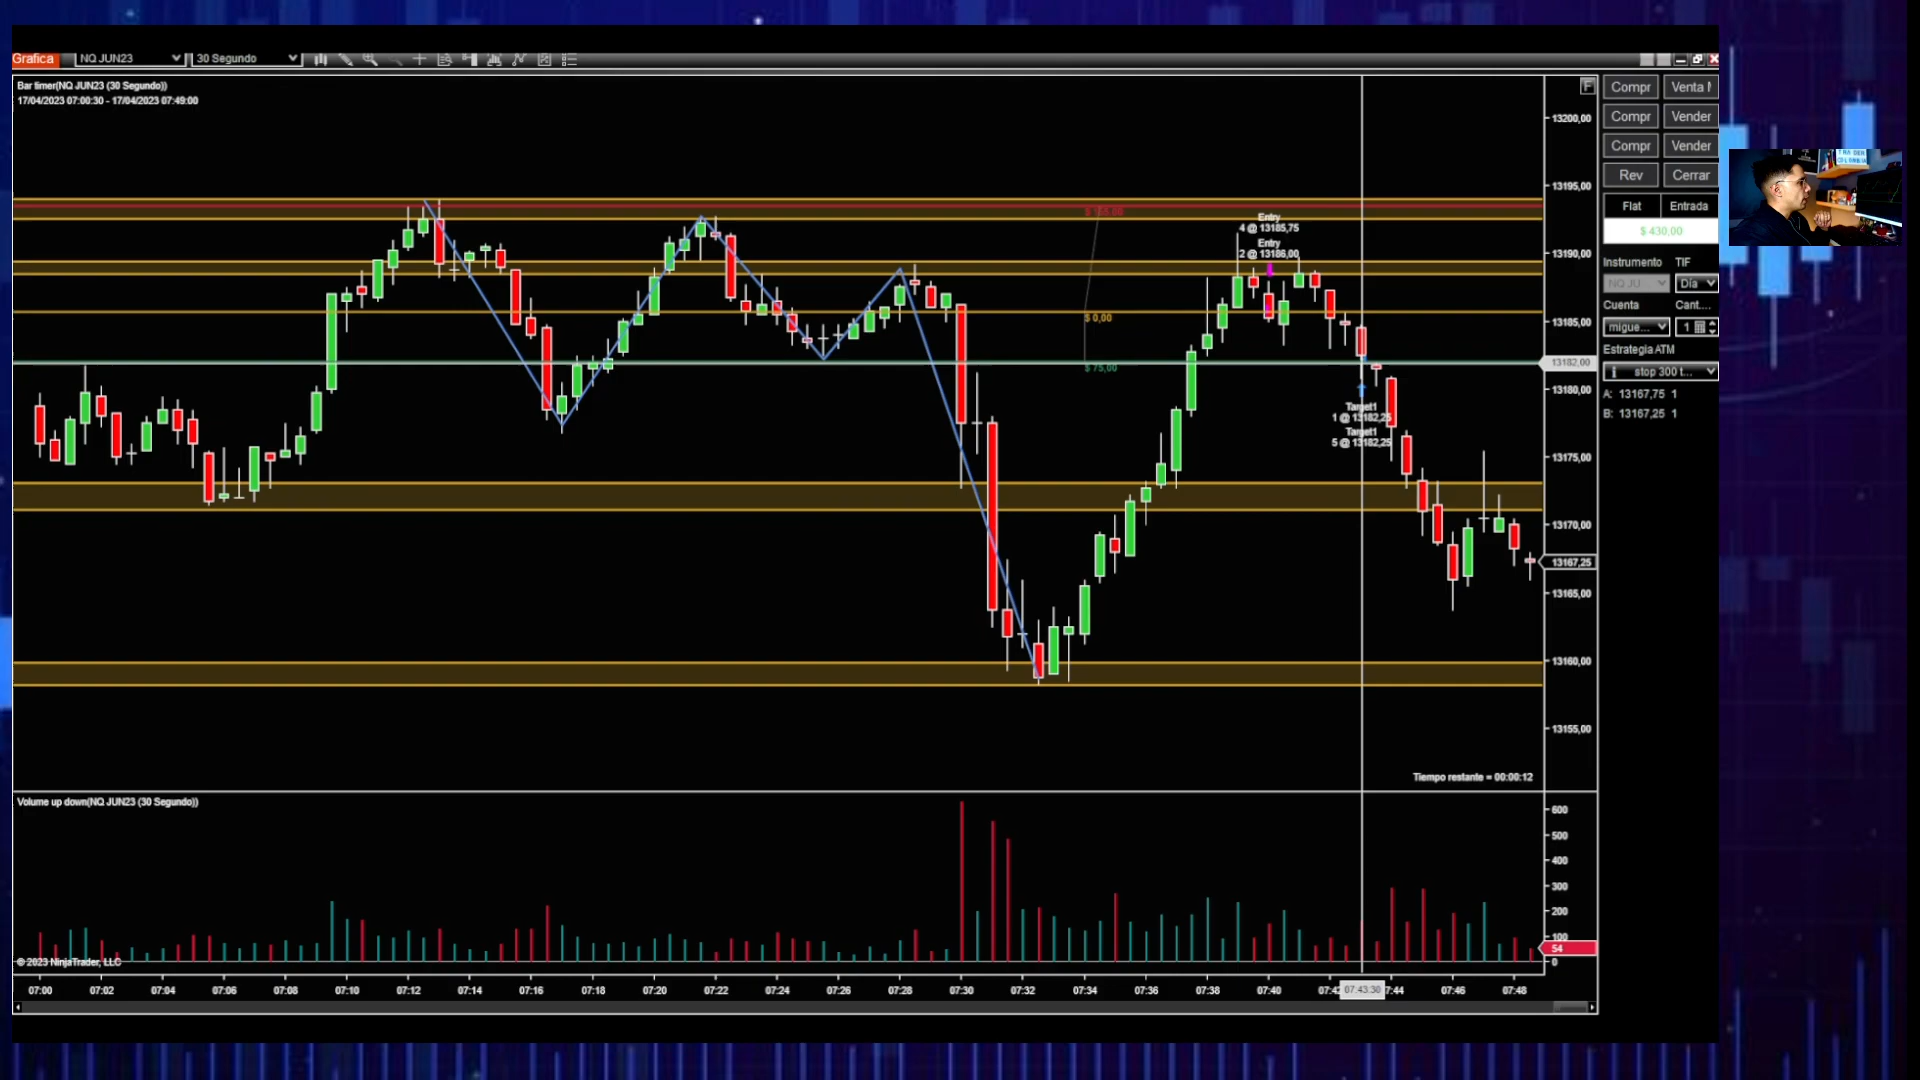 Grafica NQ JUN23 30 Segundo
Bar timer(NQ JUN23 (30 Segundo))
17/04/2023 07:00:30 - 17/04/2023 07:49:00
F
Compr Venta M
Compr Vender
Compr Vender
Rev Cerrar
Flat Entrada
$ 430,00
Instrumento TIF
NQ JU Día
Cuenta Cant....
migue... 1
Estrategia ATM
stop 300 t...
A: 13167,75 1
B: 13167,25 1
13200,00
13195,00
13190,00
13185,00
13182,00
13180,00
13175,00
13170,00
13167,25
13165,00
13160,00
13155,00
$ 0,00
$ 75,00
Entry
4 @ 13185,75
Entry
2 @ 13186,00
Target1
1 @ 13182,25
Target1
5 @ 13182,25
Tiempo restante = 00:00:12
Volume up down(NQ JUN23 (30 Segundo))
600
500
400
300
200
100
54
0
© 2023 NinjaTrader, LLC
07:00 07:02 07:04 07:06 07:08 07:10 07:12 07:14 07:16 07:18 07:20 07:22 07:24 07:26 07:28 07:30 07:32 07:34 07:36 07:38 07:40 07:42 07:43:30 7:44 07:46 07:48